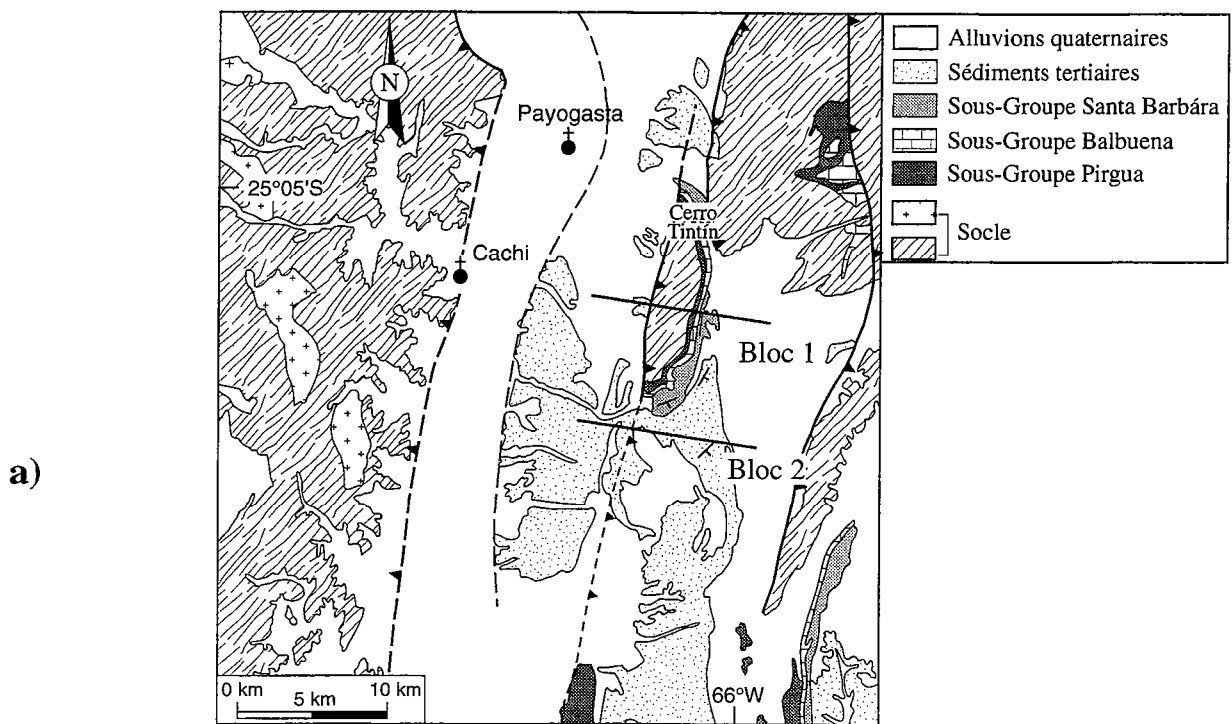 a)
N
Payogasta
25°05'S
Cerro
Tintín
Cachi
Bloc 1
Bloc 2
66°W
0 km
5 km
10 km
Alluvions quaternaires
Sédiments tertiaires
Sous-Groupe Santa Barbára
Sous-Groupe Balbuena
Sous-Groupe Pirgua
Socle